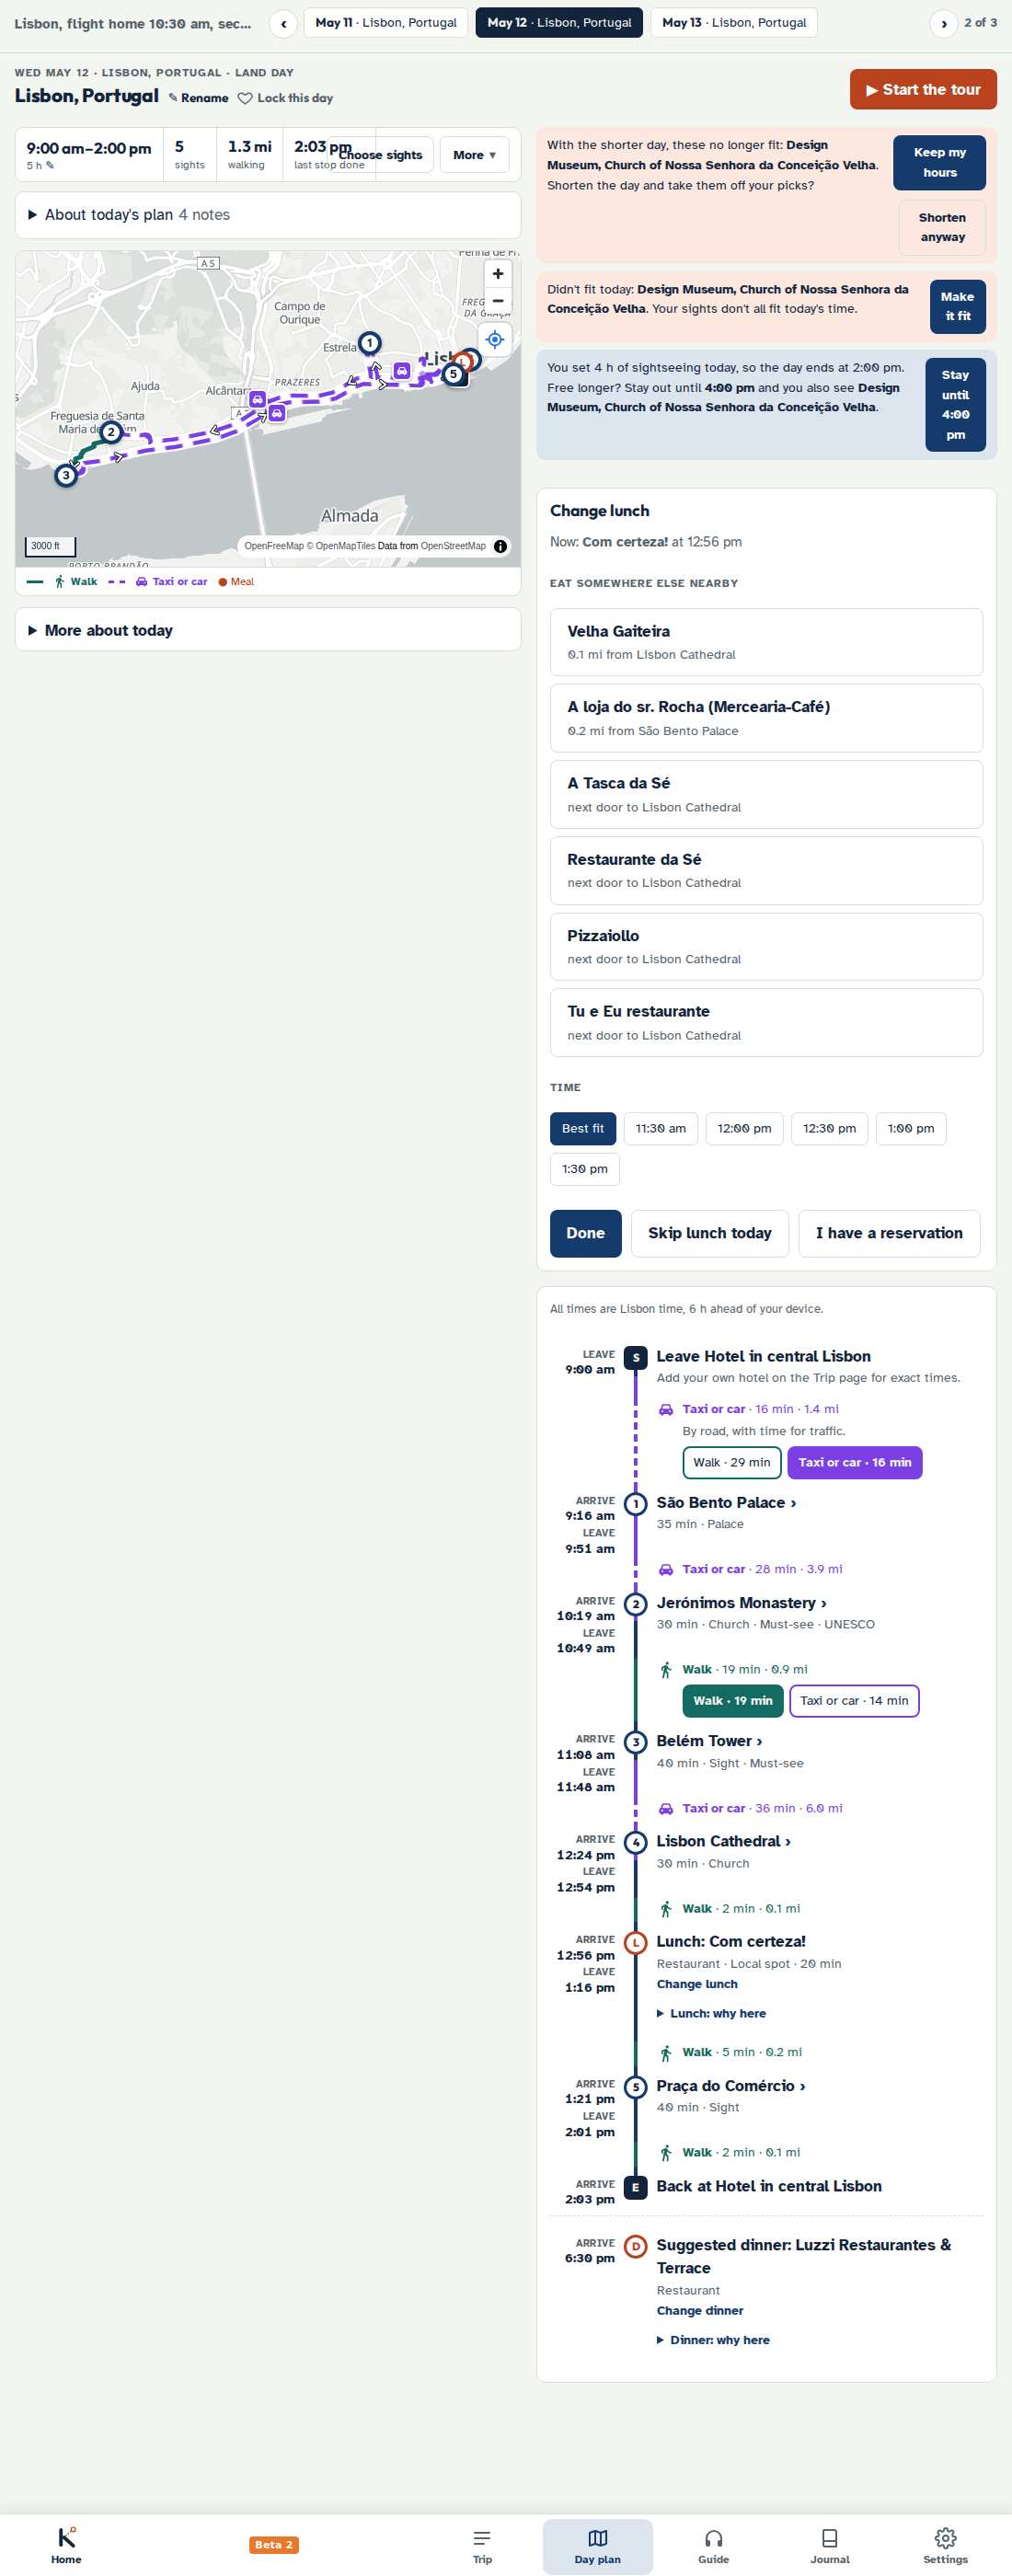 Lisbon, flight home 10:30 am, sec...
‹
May 11 · Lisbon, Portugal
May 12 · Lisbon, Portugal
May 13 · Lisbon, Portugal
›
2 of 3
WED MAY 12 · LISBON, PORTUGAL · LAND DAY
Lisbon, Portugal
✎ Rename
Lock this day
▶ Start the tour
9:00 am–2:00 pm
5 h ✎
5
sights
1.3 mi
walking
2:03 pm
last stop done
Choose sights
More ▼
▶ About today's plan 4 notes
A 5
Campo de
Ourique
Estrela
PRAZERES
Ajuda
Freguesia de Santa
Almada
1
2
3
5
+
−
3000 ft
OpenFreeMap © OpenMapTiles Data from OpenStreetMap
Walk
Taxi or car
Meal
▶ More about today
With the shorter day, these no longer fit: Design
Museum, Church of Nossa Senhora da Conceição Velha.
Shorten the day and take them off your picks?
Keep my
hours
Shorten
anyway
Didn't fit today: Design Museum, Church of Nossa Senhora da
Conceição Velha. Your sights don't all fit today's time.
Make
it fit
You set 4 h of sightseeing today, so the day ends at 2:00 pm.
Free longer? Stay out until 4:00 pm and you also see Design
Museum, Church of Nossa Senhora da Conceição Velha.
Stay
until
4:00
pm
Change lunch
Now: Com certeza! at 12:56 pm
EAT SOMEWHERE ELSE NEARBY
Velha Gaiteira
0.1 mi from Lisbon Cathedral
A loja do sr. Rocha (Mercearia-Café)
0.2 mi from São Bento Palace
A Tasca da Sé
next door to Lisbon Cathedral
Restaurante da Sé
next door to Lisbon Cathedral
Pizzaiollo
next door to Lisbon Cathedral
Tu e Eu restaurante
next door to Lisbon Cathedral
TIME
Best fit
11:30 am
12:00 pm
12:30 pm
1:00 pm
1:30 pm
Done
Skip lunch today
I have a reservation
All times are Lisbon time, 6 h ahead of your device.
LEAVE
9:00 am
S
Leave Hotel in central Lisbon
Add your own hotel on the Trip page for exact times.
Taxi or car · 16 min · 1.4 mi
By road, with time for traffic.
Walk · 29 min
Taxi or car · 16 min
ARRIVE
9:16 am
LEAVE
9:51 am
1
São Bento Palace ›
35 min · Palace
Taxi or car · 28 min · 3.9 mi
ARRIVE
10:19 am
LEAVE
10:49 am
2
Jerónimos Monastery ›
30 min · Church · Must-see · UNESCO
Walk · 19 min · 0.9 mi
Walk · 19 min
Taxi or car · 14 min
ARRIVE
11:08 am
LEAVE
11:48 am
3
Belém Tower ›
40 min · Sight · Must-see
Taxi or car · 36 min · 6.0 mi
ARRIVE
12:24 pm
LEAVE
12:54 pm
4
Lisbon Cathedral ›
30 min · Church
Walk · 2 min · 0.1 mi
ARRIVE
12:56 pm
LEAVE
1:16 pm
L
Lunch: Com certeza!
Restaurant · Local spot · 20 min
Change lunch
▶ Lunch: why here
Walk · 5 min · 0.2 mi
ARRIVE
1:21 pm
LEAVE
2:01 pm
5
Praça do Comércio ›
40 min · Sight
Walk · 2 min · 0.1 mi
ARRIVE
2:03 pm
E
Back at Hotel in central Lisbon
ARRIVE
6:30 pm
D
Suggested dinner: Luzzi Restaurantes &
Terrace
Restaurant
Change dinner
▶ Dinner: why here
Home
Beta 2
Trip
Day plan
Guide
Journal
Settings